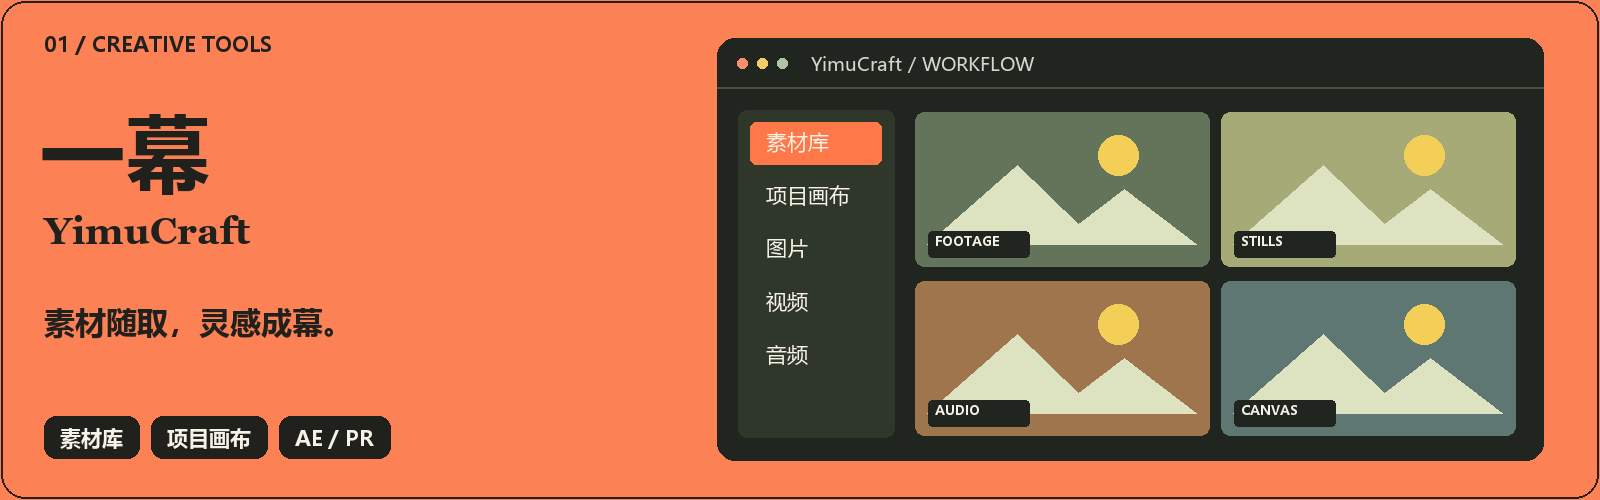 01 / CREATIVE TOOLS
一幕
YimuCraft
素材随取，灵感成幕。
素材库
项目画布
AE / PR
YimuCraft / WORKFLOW
素材库
项目画布
图片
视频
音频
FOOTAGE
STILLS
AUDIO
CANVAS